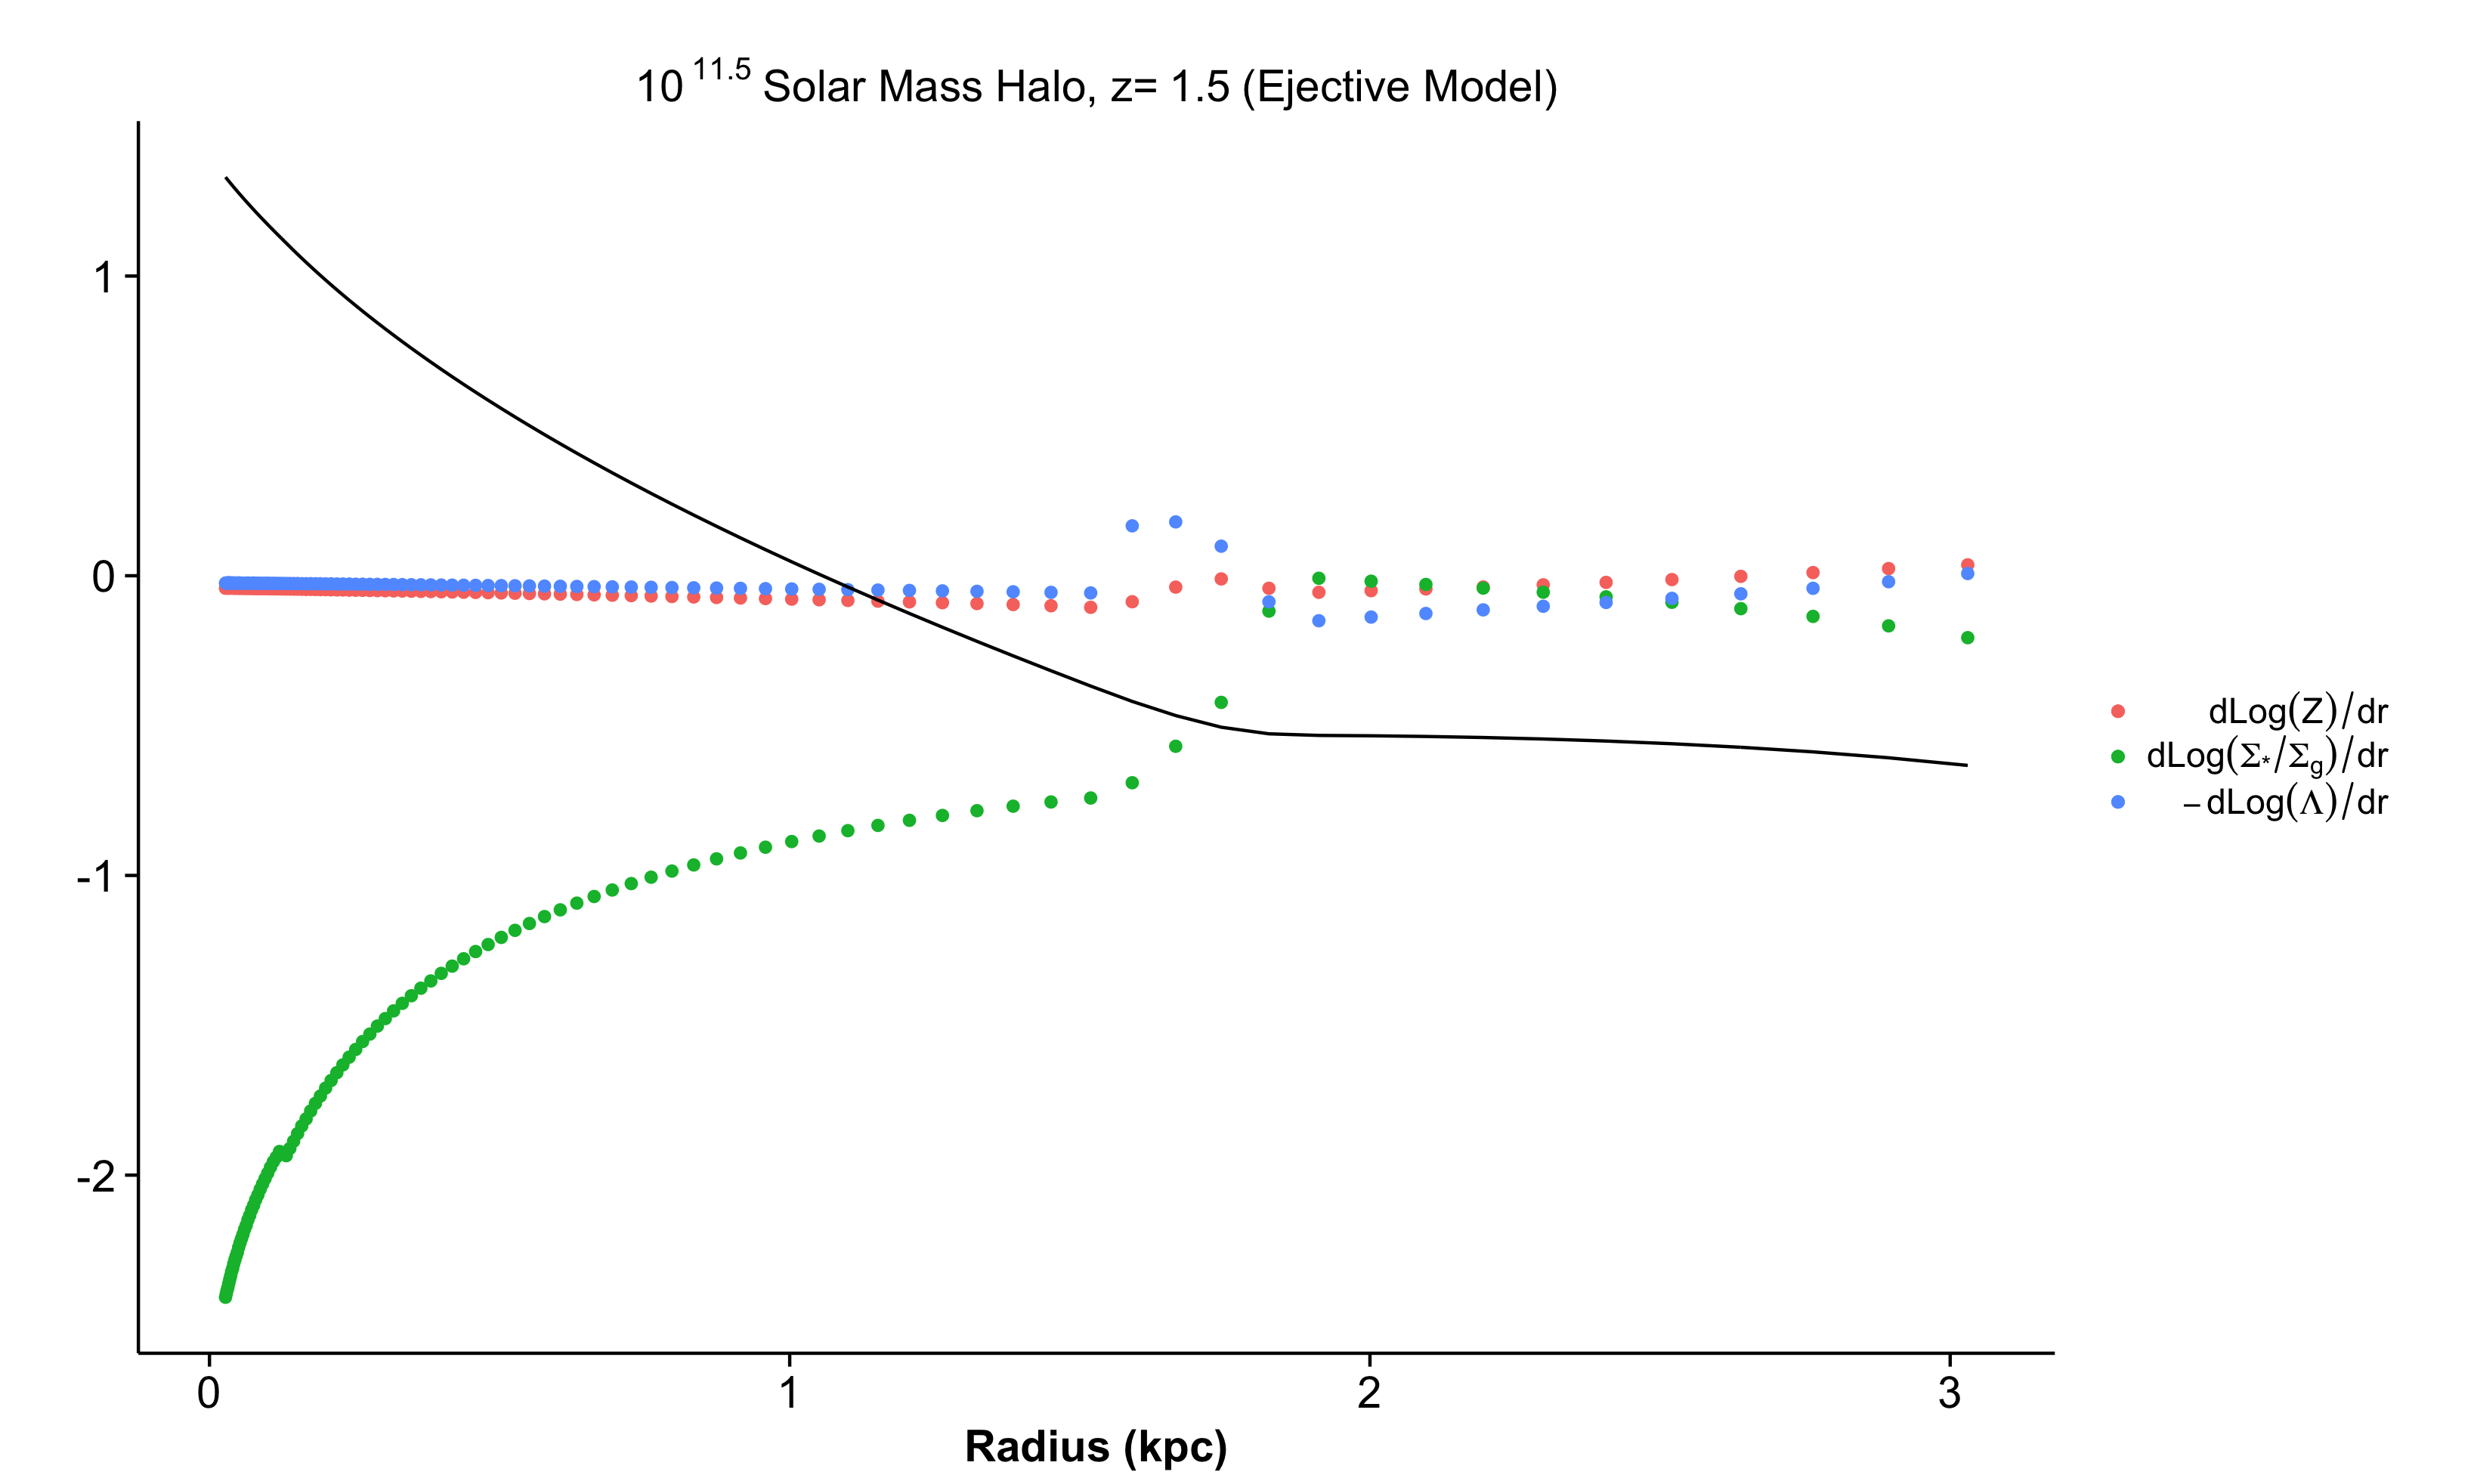 10^11.5 Solar Mass Halo, z= 1.5 (Ejective Model)
1
0
-1
-2
0 1 2 3
Radius (kpc)
dLog(Z)/dr
dLog(Σ*/Σg)/dr
−dLog(Λ)/dr